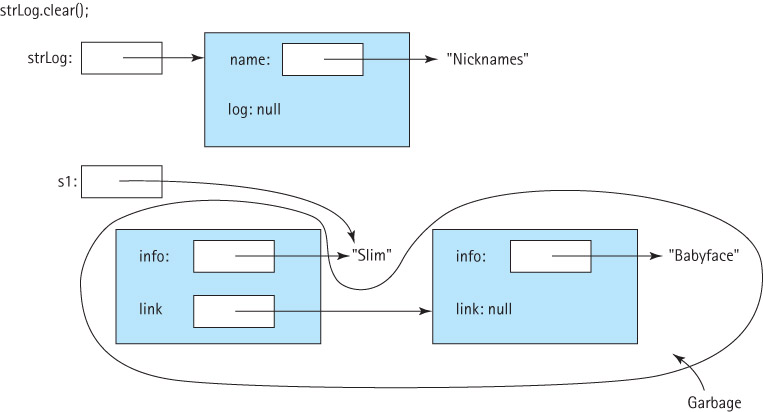 strLog.clear();
strLog:
name:
"Nicknames"
log: null
s1:
info:
"Slim"
info:
"Babyface"
link
link: null
Garbage